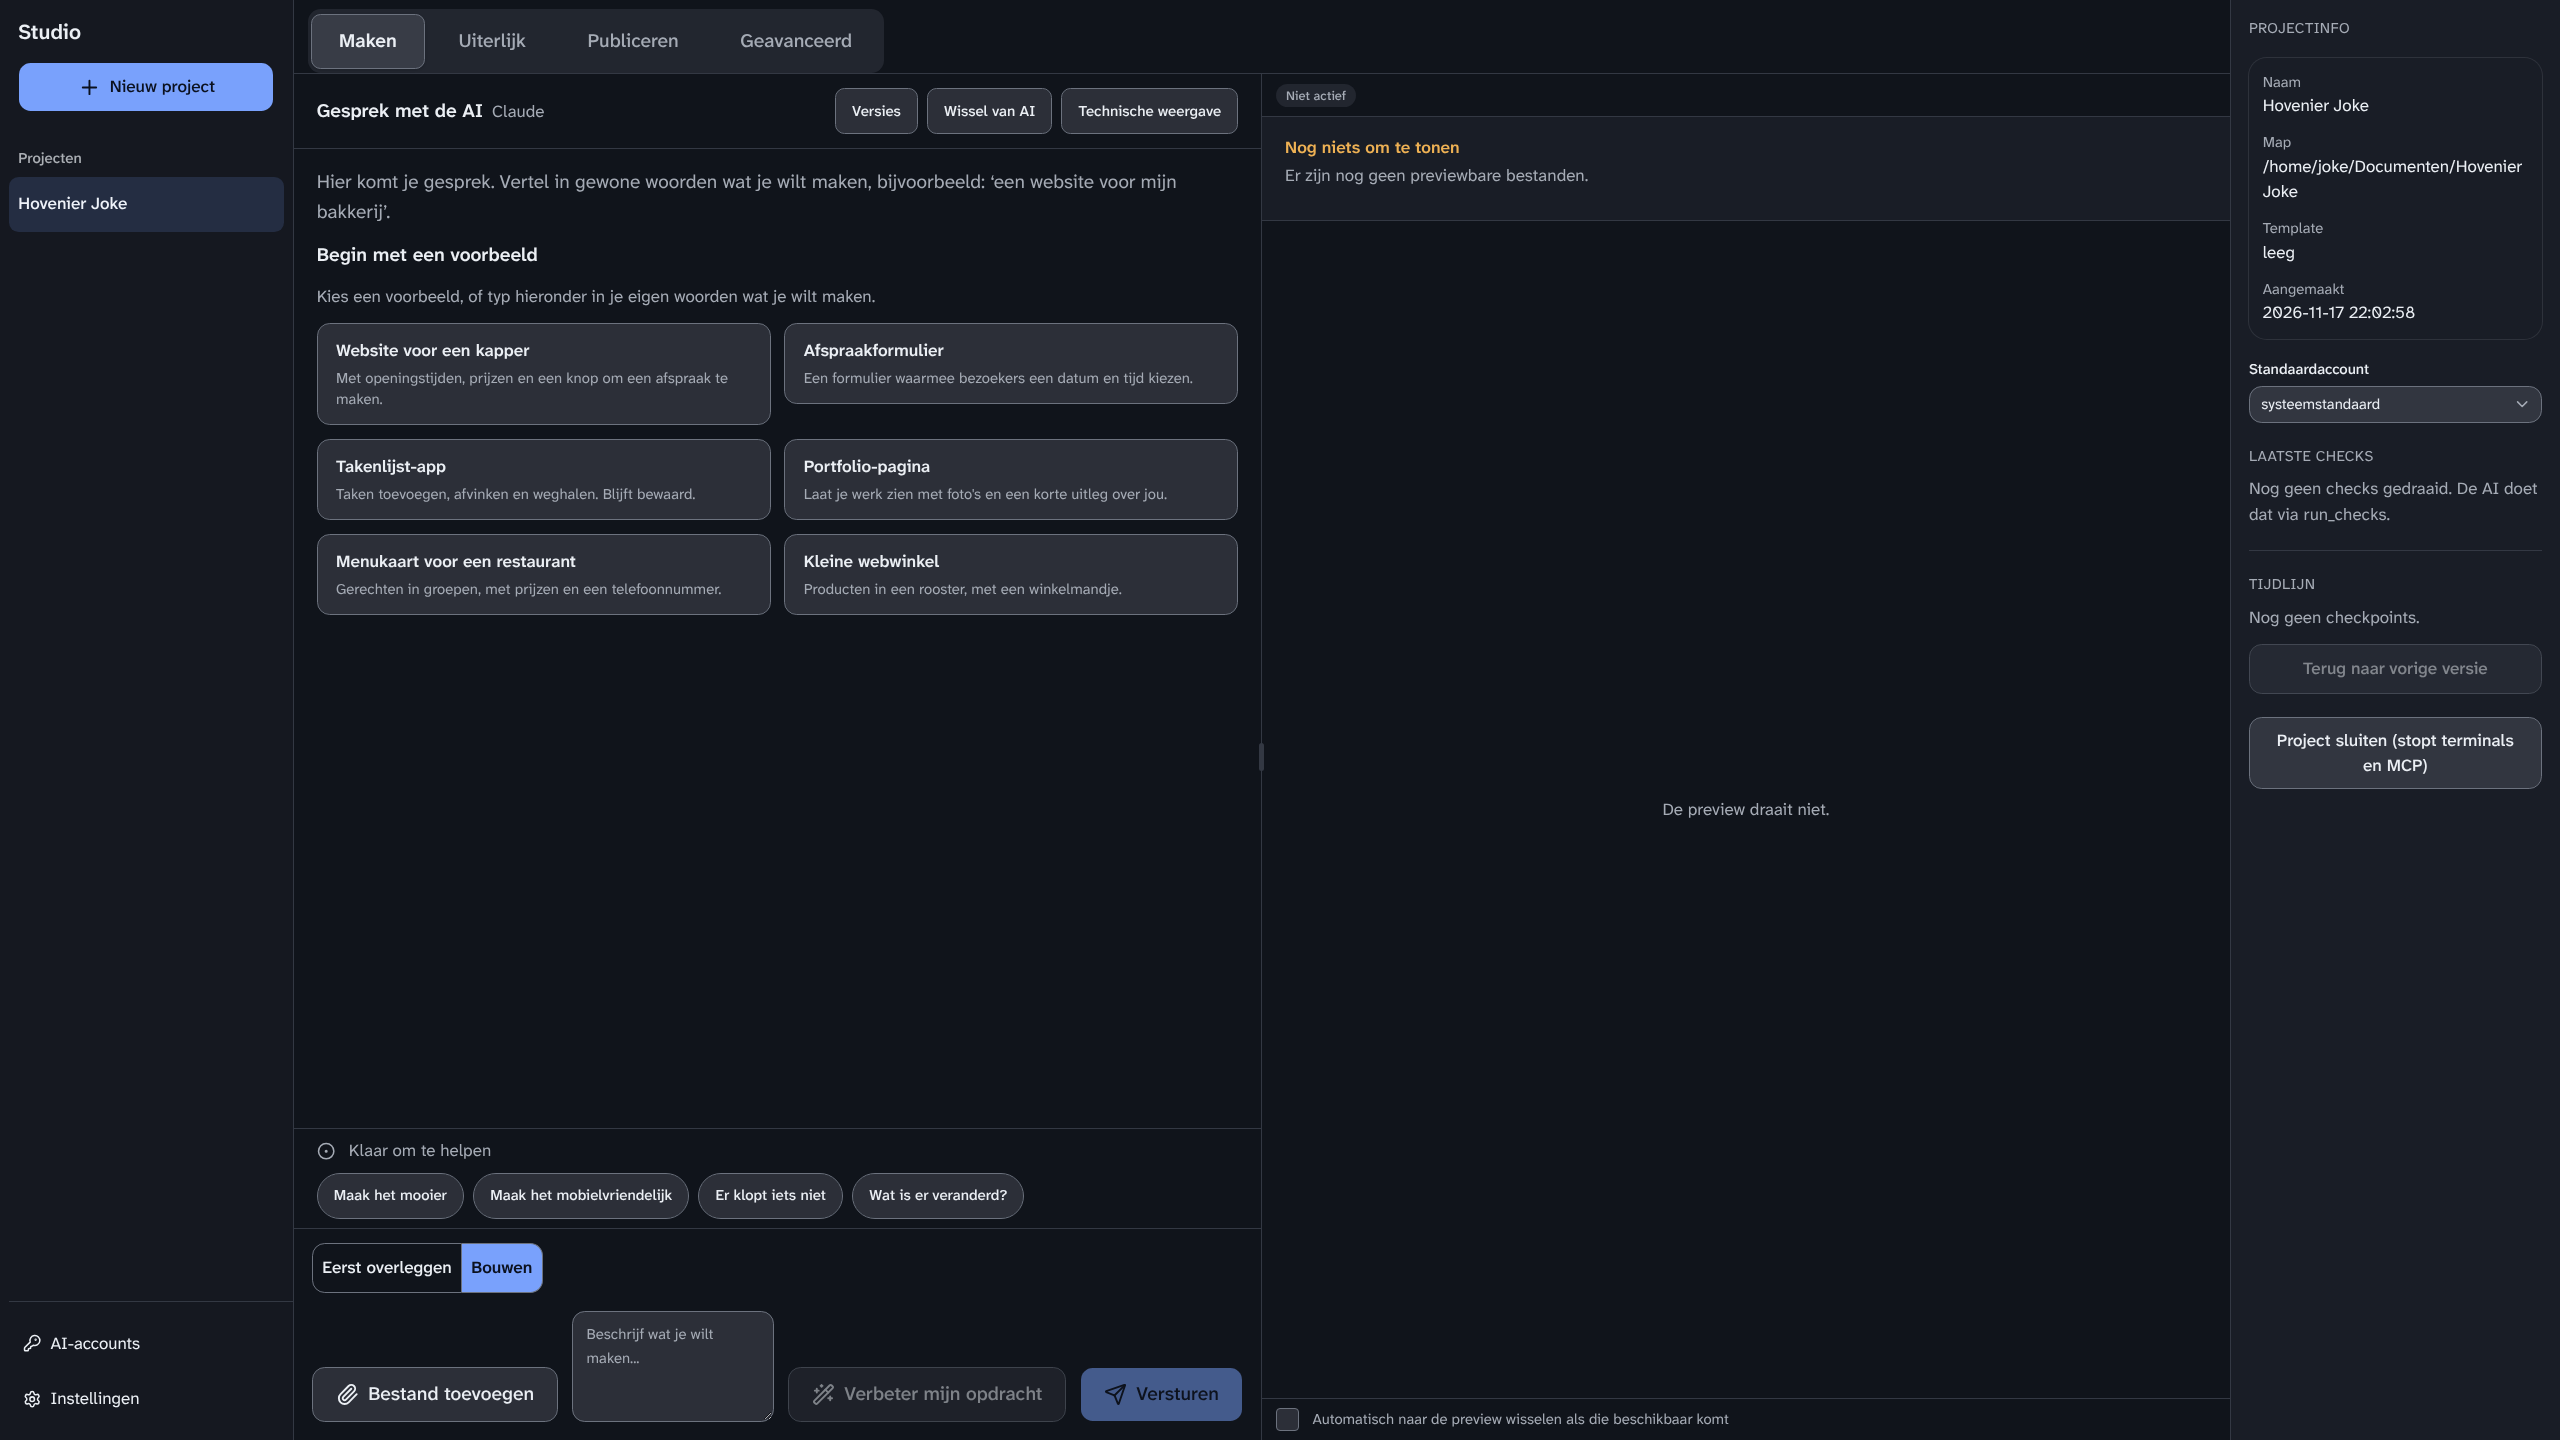 Studio
Nieuw project
Projecten
Hovenier Joke
AI-accounts
Instellingen
Maken
Uiterlijk
Publiceren
Geavanceerd
Gesprek met de AI Claude
Versies
Wissel van AI
Technische weergave
Hier komt je gesprek. Vertel in gewone woorden wat je wilt maken, bijvoorbeeld: ‘een website voor mijn
bakkerij’.
Begin met een voorbeeld
Kies een voorbeeld, of typ hieronder in je eigen woorden wat je wilt maken.
Website voor een kapper
Met openingstijden, prijzen en een knop om een afspraak te
maken.
Afspraakformulier
Een formulier waarmee bezoekers een datum en tijd kiezen.
Takenlijst-app
Taken toevoegen, afvinken en weghalen. Blijft bewaard.
Portfolio-pagina
Laat je werk zien met foto's en een korte uitleg over jou.
Menukaart voor een restaurant
Gerechten in groepen, met prijzen en een telefoonnummer.
Kleine webwinkel
Producten in een rooster, met een winkelmandje.
Klaar om te helpen
Maak het mooier
Maak het mobielvriendelijk
Er klopt iets niet
Wat is er veranderd?
Eerst overleggen
Bouwen
Bestand toevoegen
Beschrijf wat je wilt
maken...
Verbeter mijn opdracht
Versturen
Niet actief
Nog niets om te tonen
Er zijn nog geen previewbare bestanden.
De preview draait niet.
Automatisch naar de preview wisselen als die beschikbaar komt
PROJECTINFO
Naam
Hovenier Joke
Map
/home/joke/Documenten/Hovenier
Joke
Template
leeg
Aangemaakt
2026-11-17 22:02:58
Standaardaccount
systeemstandaard
LAATSTE CHECKS
Nog geen checks gedraaid. De AI doet
dat via run_checks.
TIJDLIJN
Nog geen checkpoints.
Terug naar vorige versie
Project sluiten (stopt terminals
en MCP)